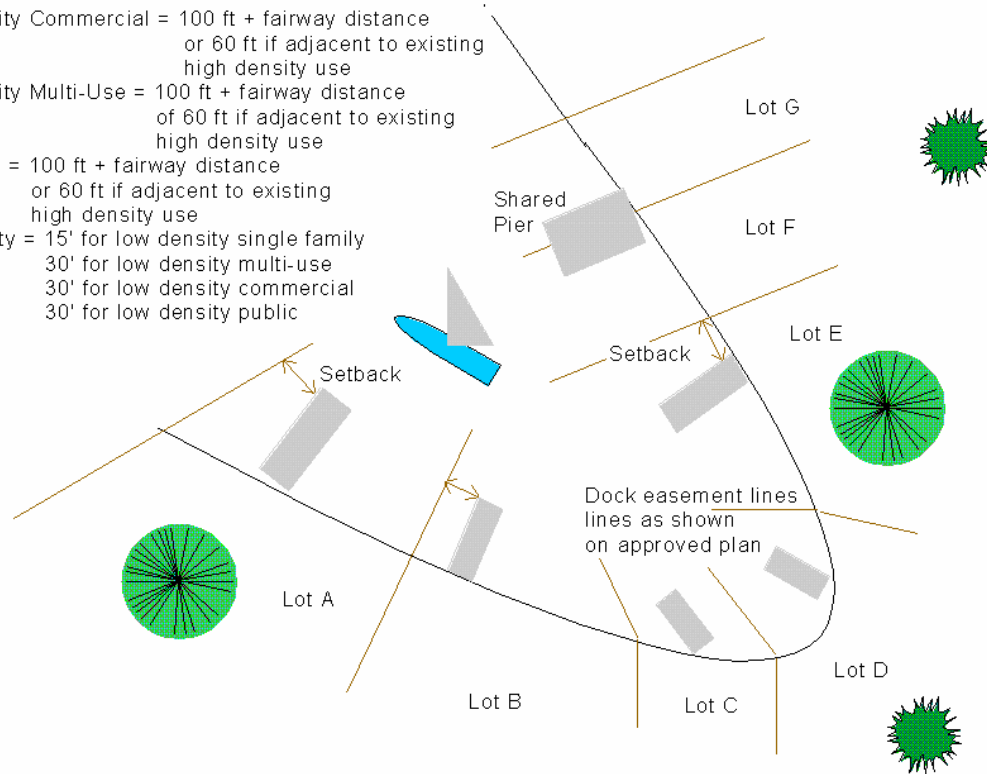 ity Commercial = 100 ft + fairway distance
or 60 ft if adjacent to existing
high density use
ity Multi-Use = 100 ft + fairway distance
of 60 ft if adjacent to existing
high density use
= 100 ft + fairway distance
or 60 ft if adjacent to existing
high density use
ty = 15' for low density single family
30' for low density multi-use
30' for low density commercial
30' for low density public
Lot G
Shared
Pier
Lot F
Lot E
Setback
Setback
Dock easement lines
lines as shown
on approved plan
Lot A
Lot B
Lot C
Lot D